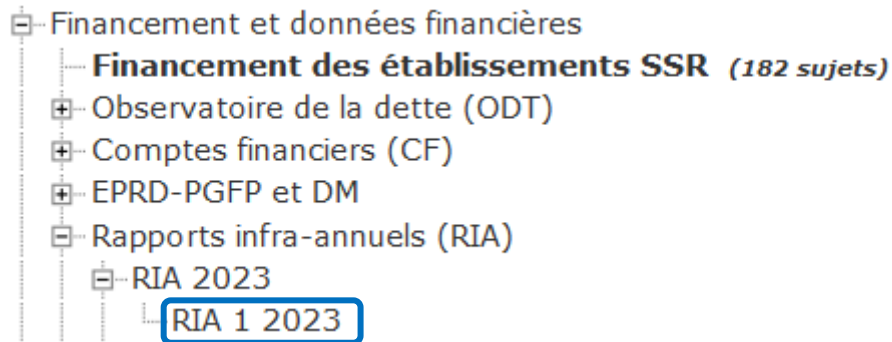 Financement et données financières
Financement des établissements SSR (182 sujets)
Observatoire de la dette (ODT)
Comptes financiers (CF)
EPRD-PGFP et DM
Rapports infra-annuels (RIA)
RIA 2023
RIA 1 2023